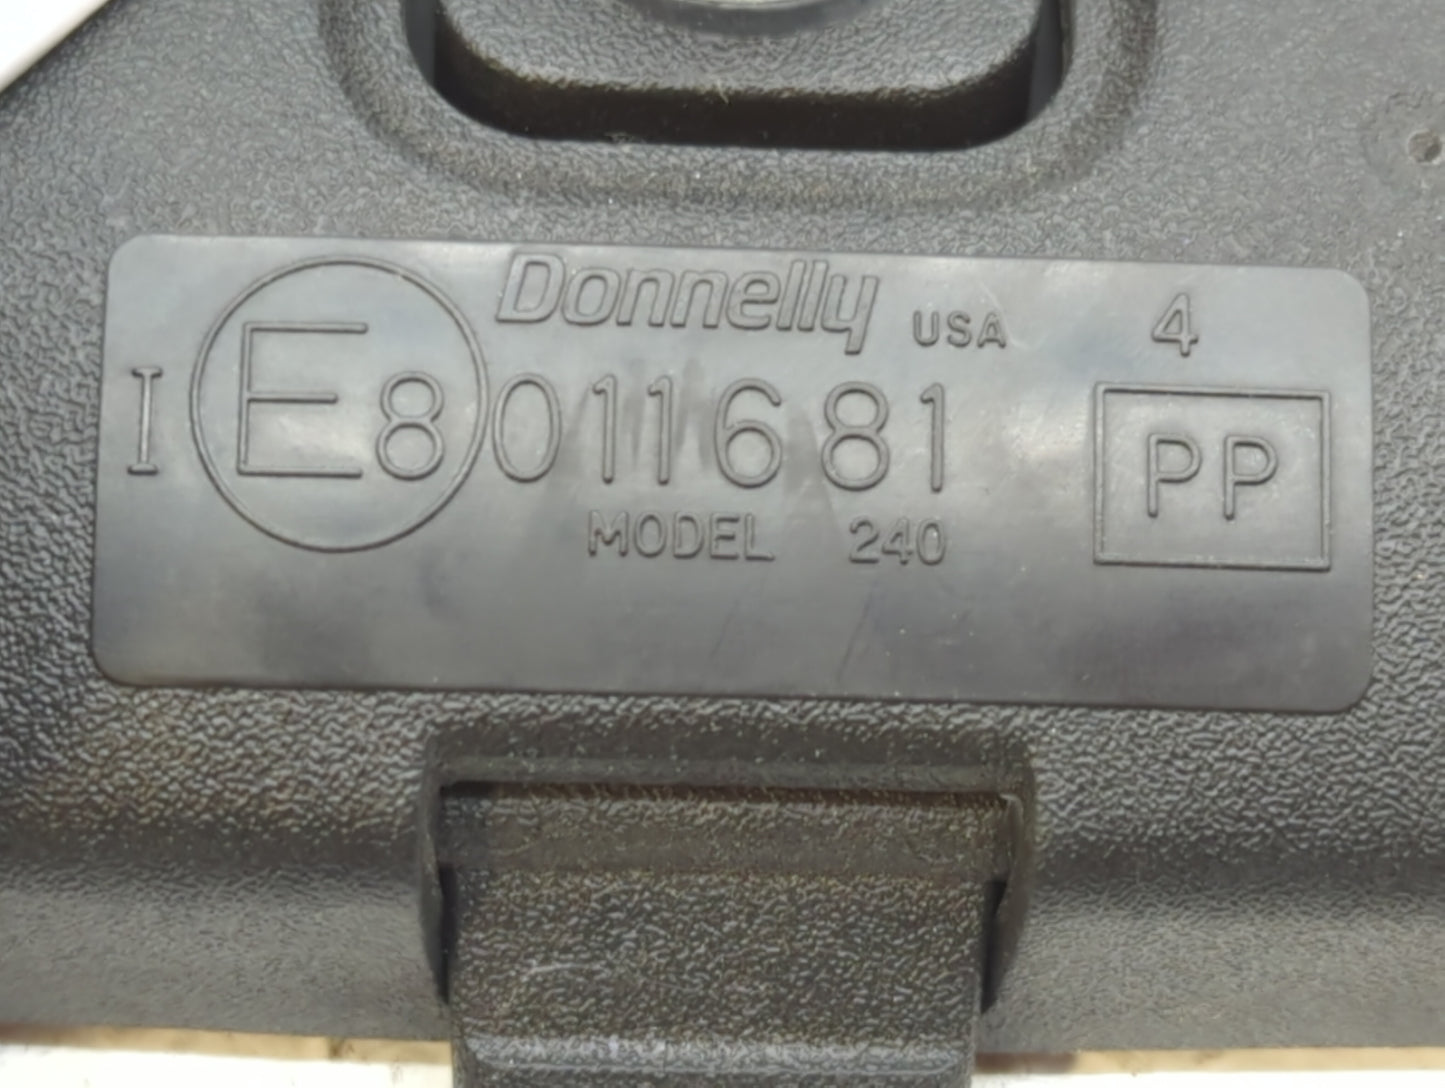 Donnelly USA 4
I E8 011681
PP
MODEL 240